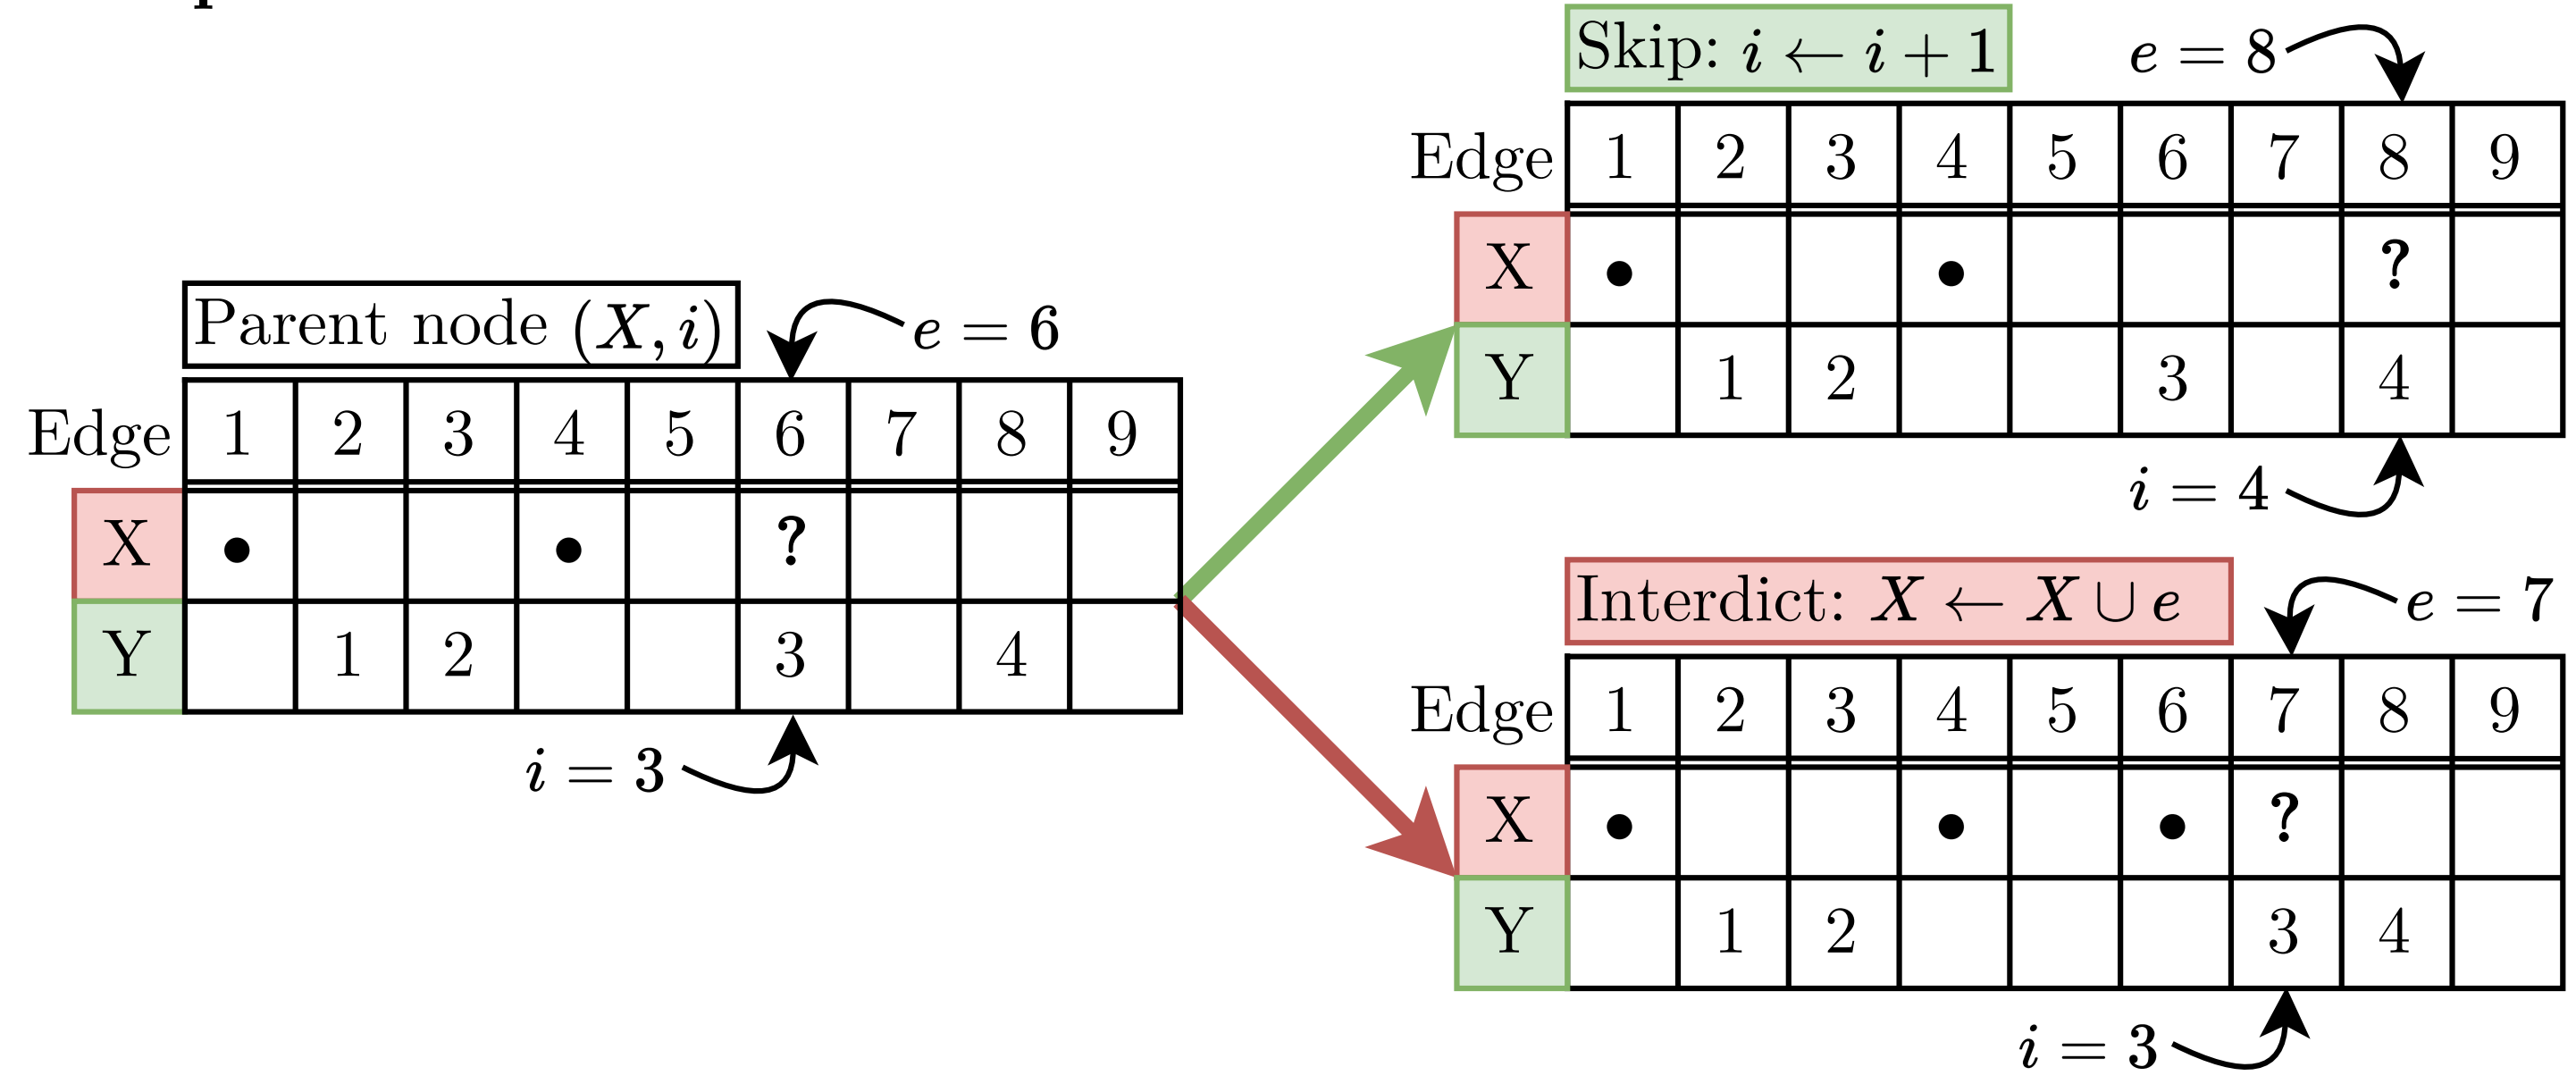 Parent node (X, i)
e = 6
Edge 1 2 3 4 5 6 7 8 9
X • • ?
Y 1 2 3 4
i = 3
Skip: i ← i + 1
e = 8
Edge 1 2 3 4 5 6 7 8 9
X • • ?
Y 1 2 3 4
i = 4
Interdict: X ← X ∪ e
e = 7
Edge 1 2 3 4 5 6 7 8 9
X • • • ?
Y 1 2 3 4
i = 3